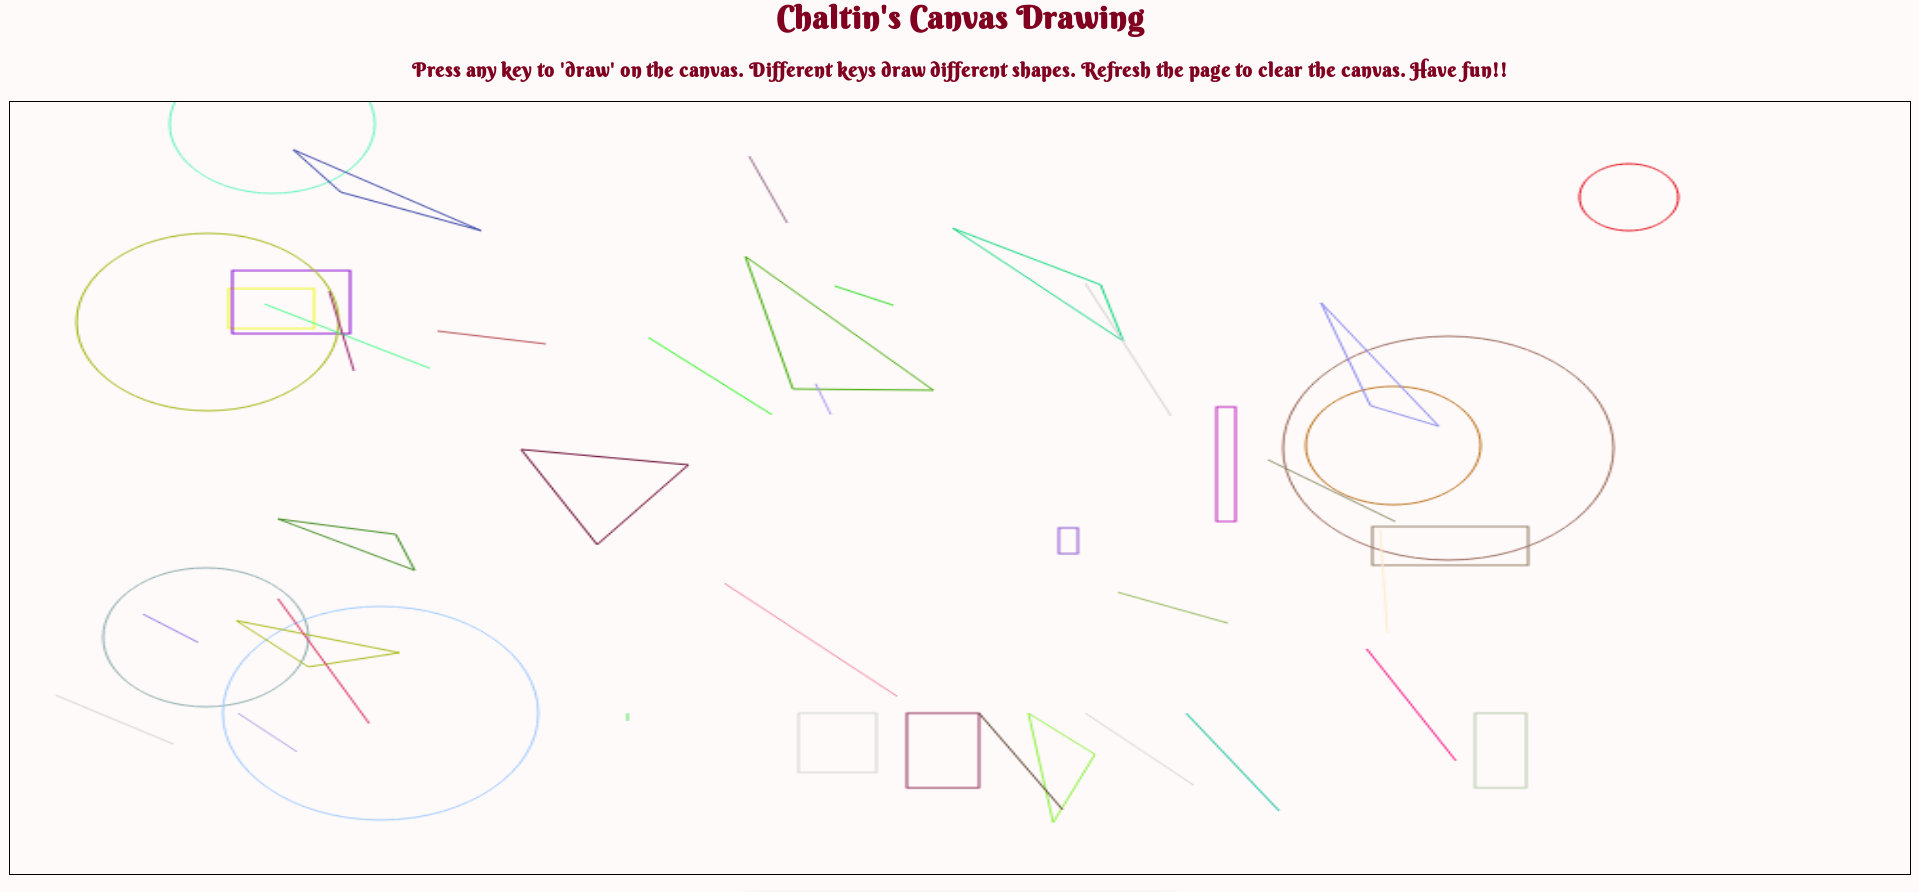 Chaltin's Canvas Drawing
Press any key to 'draw' on the canvas. Different keys draw different shapes. Refresh the page to clear the canvas. Have fun!!